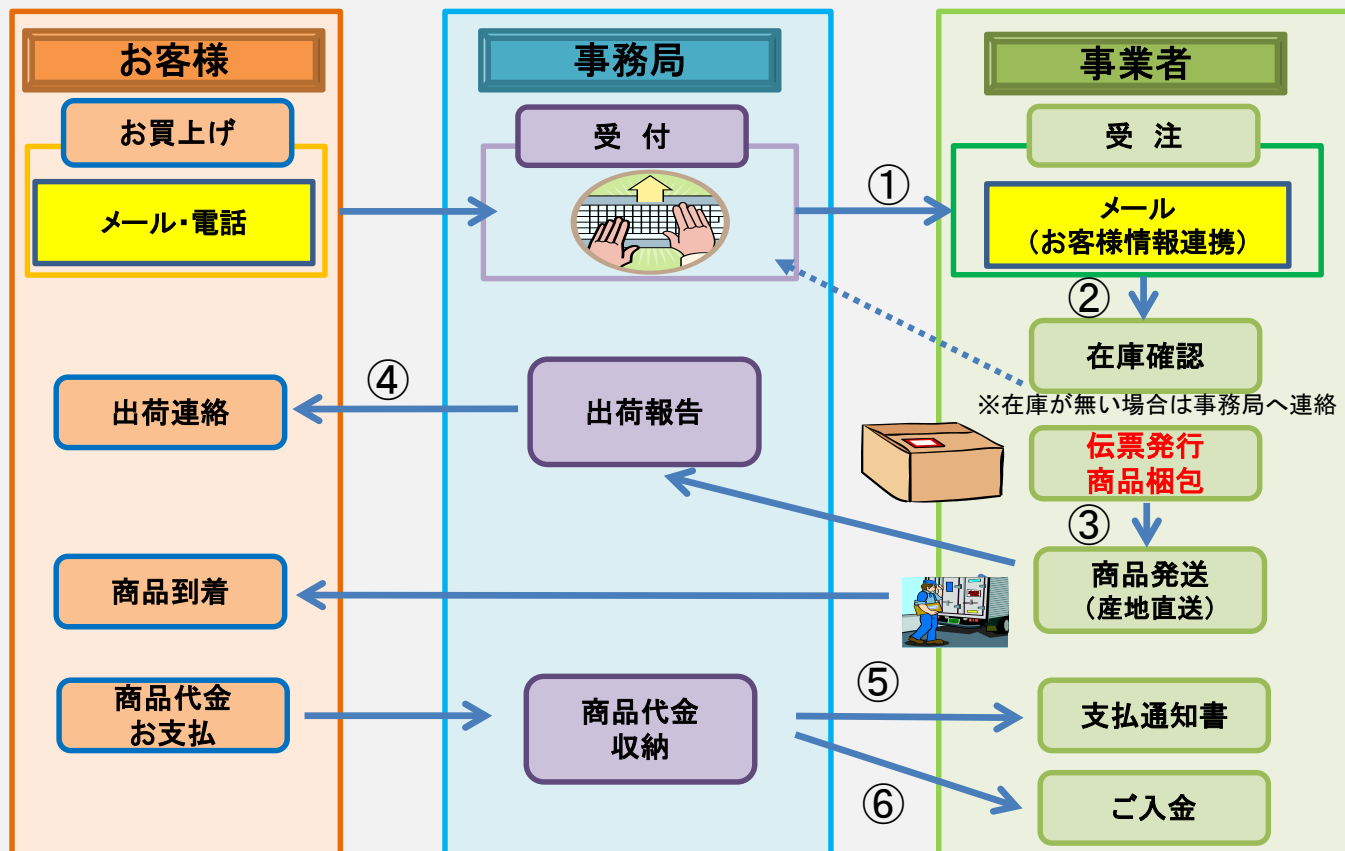 お客様
事務局
事業者
お買上げ
受 付
受 注
メール・電話
①
メール
（お客様情報連携）
②
在庫確認
※在庫が無い場合は事務局へ連絡
④
出荷連絡
出荷報告
伝票発行
商品梱包
③
商品到着
商品発送
（産地直送）
商品代金
お支払
商品代金
収納
⑤
支払通知書
⑥
ご入金